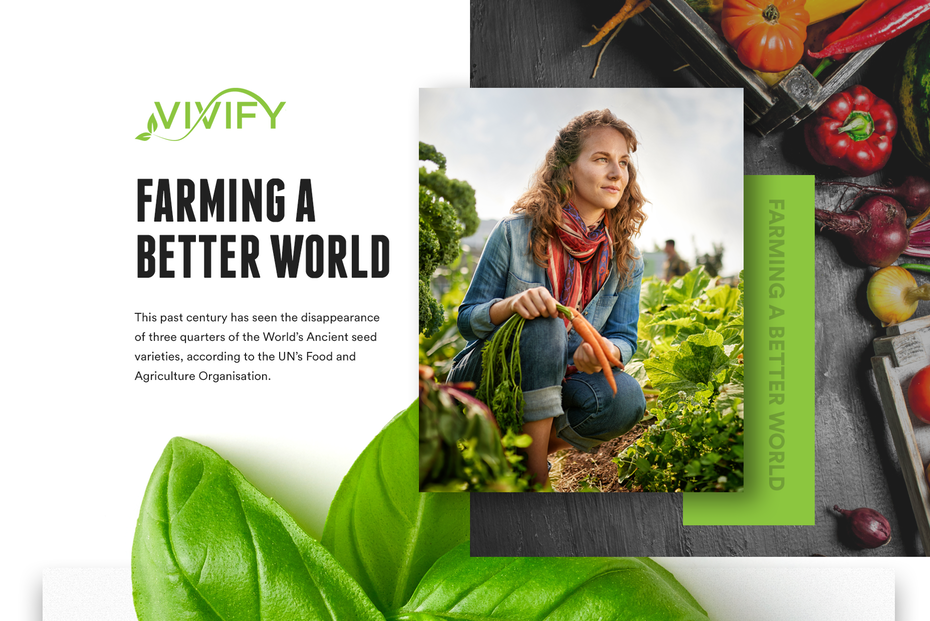 VIVIFY
FARMING A
BETTER WORLD
This past century has seen the disappearance
of three quarters of the World's Ancient seed
varieties, according to the UN's Food and
Agriculture Organisation.
FARMING A BETTER WORLD